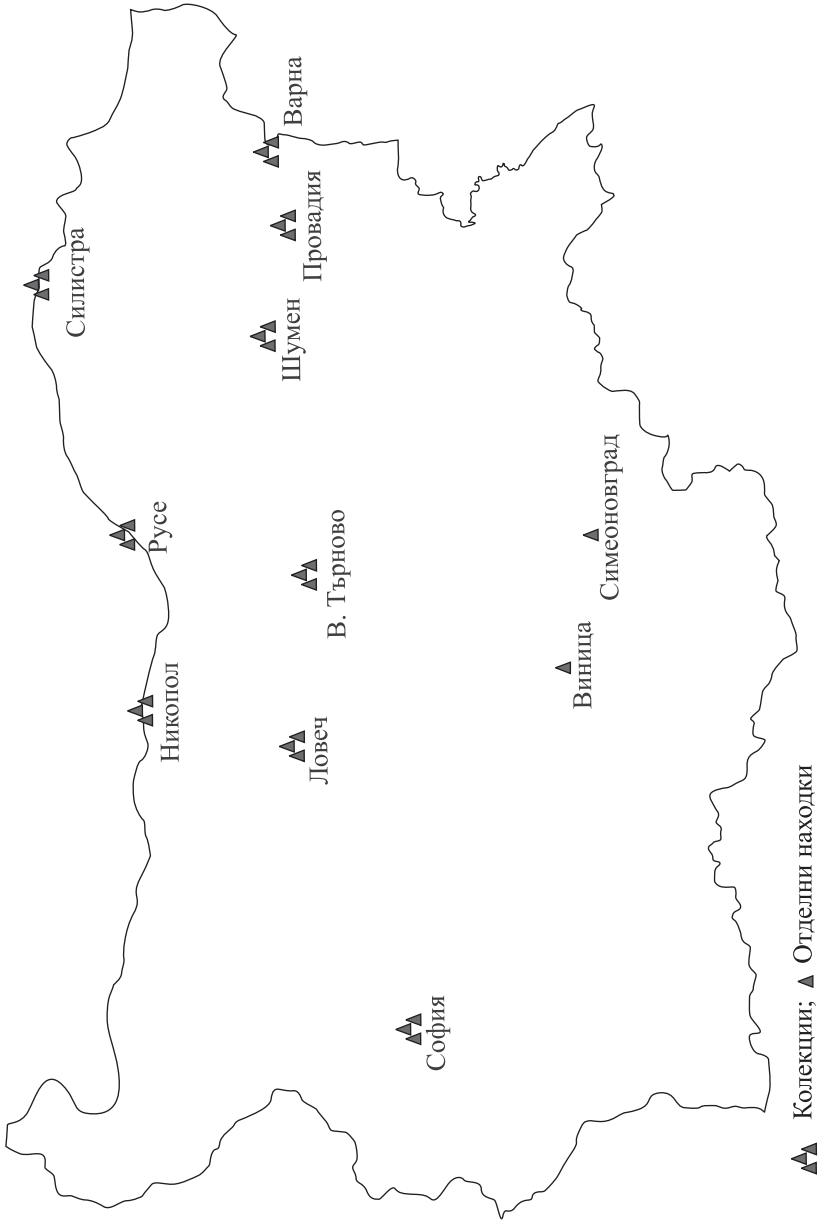 Силистра
Русе
Никопол
Варна
Провадия
Шумен
В. Търново
Ловеч
София
Симеоновград
Виница
Колекции; Отделни находки